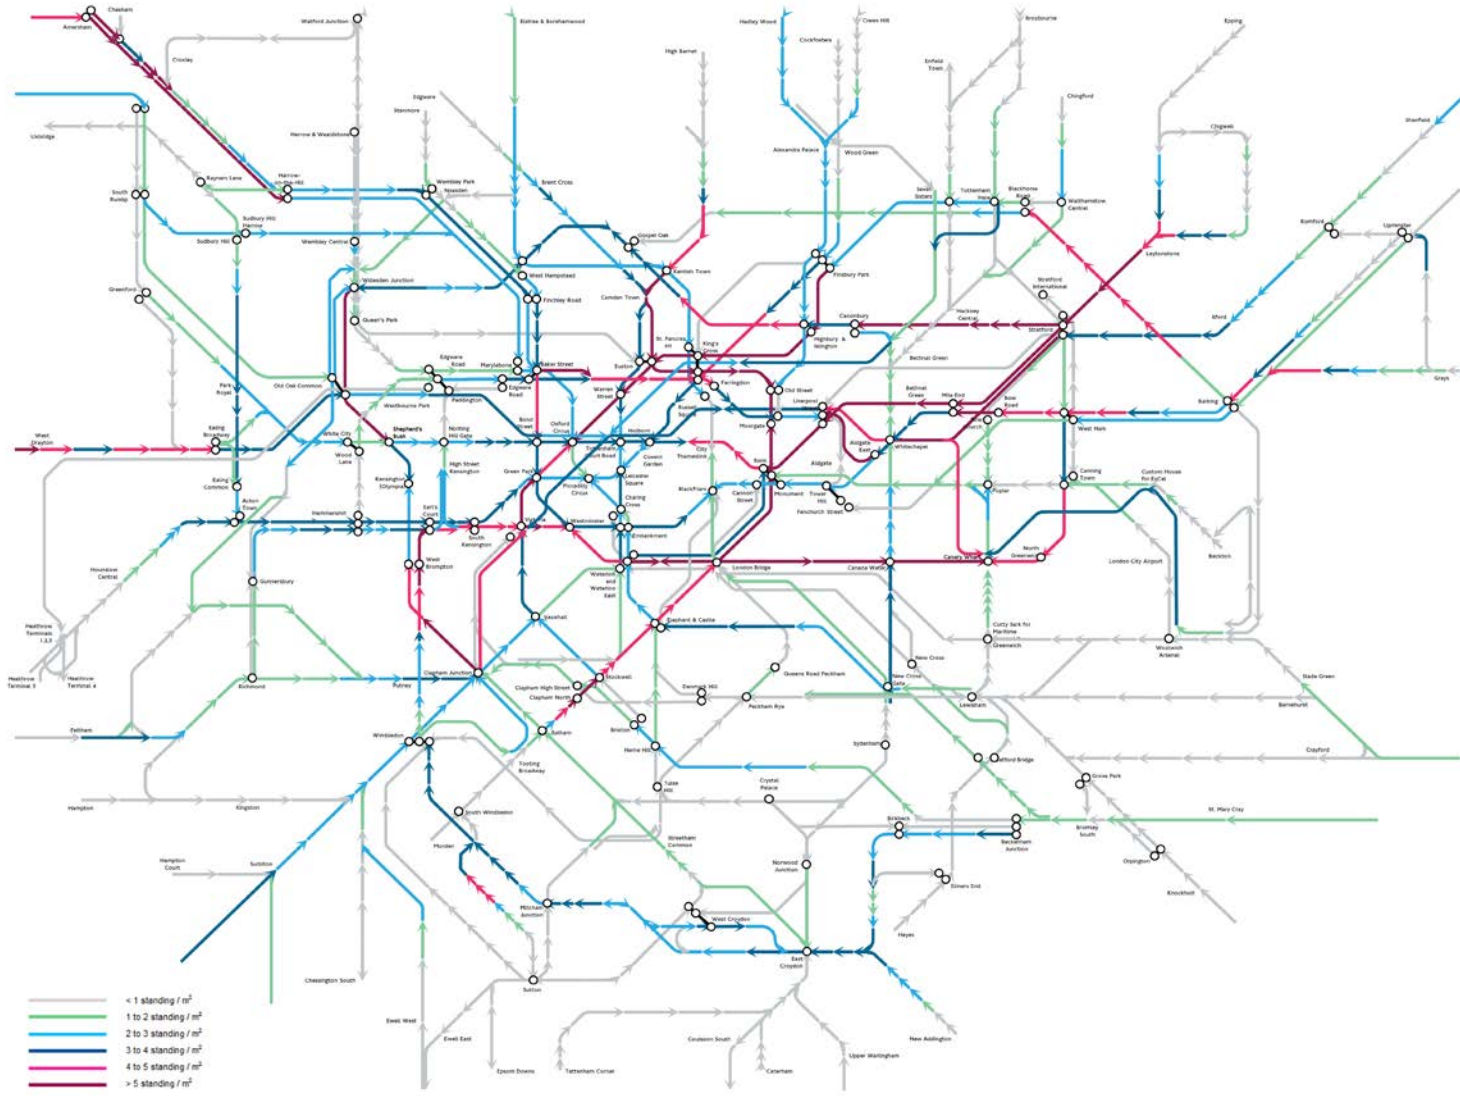 Chesham
Amersham
Watford Junction
Elstree & Borehamwood
Hadley Wood
Crews Hill
Broxbourne
Epping
Croxley
High Barnet
Cockfosters
Enfield
Town
Edgware
Stanmore
Chingford
Shenfield
Uxbridge
Harrow & Wealdstone
Alexandra Palace
Wood Green
Chigwell
Rayners Lane
Harrow-
on-the-Hill
Wembley Park
Neasden
Brent Cross
Seven
Sisters
Tottenham
Hale
Blackhorse
Road
Walthamstow
Central
South
Ruislip
Sudbury Hill
Harrow
Sudbury Hill
Wembley Central
Gospel Oak
Romford
Upminster
Leytonstone
Kentish Town
Finsbury Park
West Hampstead
Willesden Junction
Stratford
International
Greenford
Finchley Road
Camden Town
Hackney
Central
Stratford
Ilford
Queen's Park
Canonbury
Highbury &
Islington
St. Pancras
King's
Cross
Edgware
Road
Marylebone
Baker Street
Euston
Bethnal Green
Old Oak Common
Park
Royal
Edgware
Road
Paddington
Warren
Street
Farringdon
Old Street
Liverpool
Bethnal
Green
Mile End
Bow
Road
Barking
Grays
Westbourne Park
Russell
Moorgate
Church
West Ham
West
Drayton
Ealing
Broadway
White City
Shepherd's
Bush
Notting
Hill Gate
Bond
Street
Oxford
Circus
Holborn
Tottenham
Court Road
Covent
Garden
City
Thameslink
Aldgate
East
Whitechapel
Wood
Lane
High Street
Kensington
Ealing
Common
Kensington
(Olympia)
Green Park
Piccadilly
Circus
Leicester
Square
Bank
Aldgate
Canning
Town
Custom House
for ExCel
Blackfriars
Cannon
Street
Monument
Tower
Hill
Fenchurch Street
Poplar
Acton
Town
Hammersmith
Earl's
Court
South
Kensington
Victoria
Westminster
Charing
Cross
Embankment
Hounslow
Central
Gunnersbury
West
Brompton
Waterloo
and
Waterloo
East
London Bridge
Canada Water
Canary Wharf
North
Greenwich
London City Airport
Beckton
Heathrow
Terminals
1,2,3
Heathrow
Terminal 5
Heathrow
Terminal 4
Vauxhall
Elephant & Castle
Cutty Sark for
Maritime
Greenwich
Woolwich
Arsenal
Richmond
Putney
Clapham Junction
Stockwell
Clapham High Street
Clapham North
Denmark Hill
Queens Road Peckham
Peckham Rye
New Cross
New Cross
Gate
Lewisham
Slade Green
Barnehurst
Feltham
Wimbledon
Balham
Brixton
Herne Hill
Sydenham
Catford Bridge
Crayford
Tooting
Broadway
Tulse
Hill
Crystal
Palace
Grove Park
Hampton
Kingston
South Wimbledon
Morden
Streatham
Common
Birkbeck
Beckenham
Junction
Bromley
South
St. Mary Cray
Orpington
Hampton
Court
Surbiton
Norwood
Junction
Elmers End
Knockholt
Mitcham
Junction
West Croydon
Hayes
East
Croydon
Chessington South
Sutton
Ewell West
Ewell East
Epsom Downs
Tattenham Corner
Coulsdon South
Caterham
Upper Warlingham
New Addington
< 1 standing / m²
1 to 2 standing / m²
2 to 3 standing / m²
3 to 4 standing / m²
4 to 5 standing / m²
> 5 standing / m²